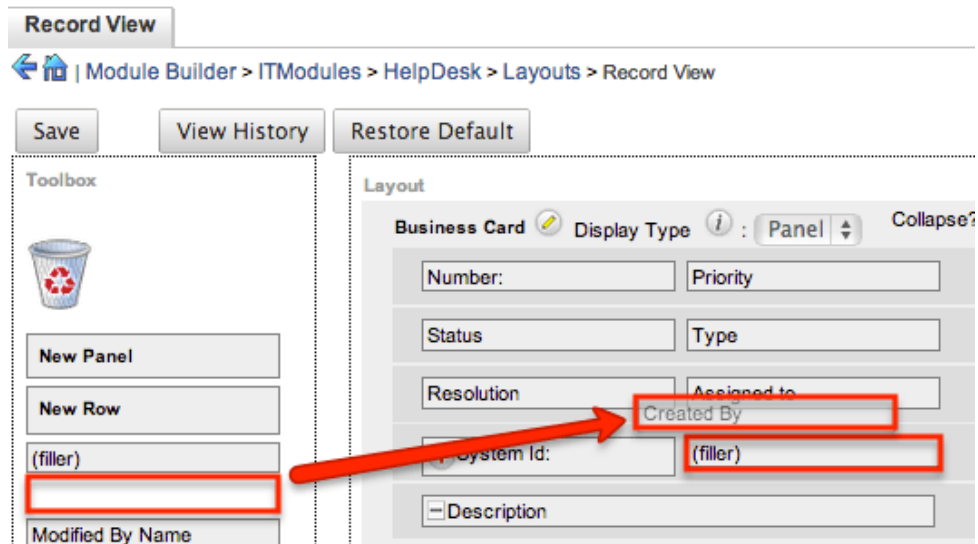 Record View
| Module Builder > ITModules > HelpDesk > Layouts > Record View
Save View History Restore Default
Toolbox
New Panel
New Row
(filler)
Modified By Name
Layout
Business Card Display Type i : Panel Collapse?
Number: Priority
Status Type
Resolution Assigned to
Created By
System Id: (filler)
Description